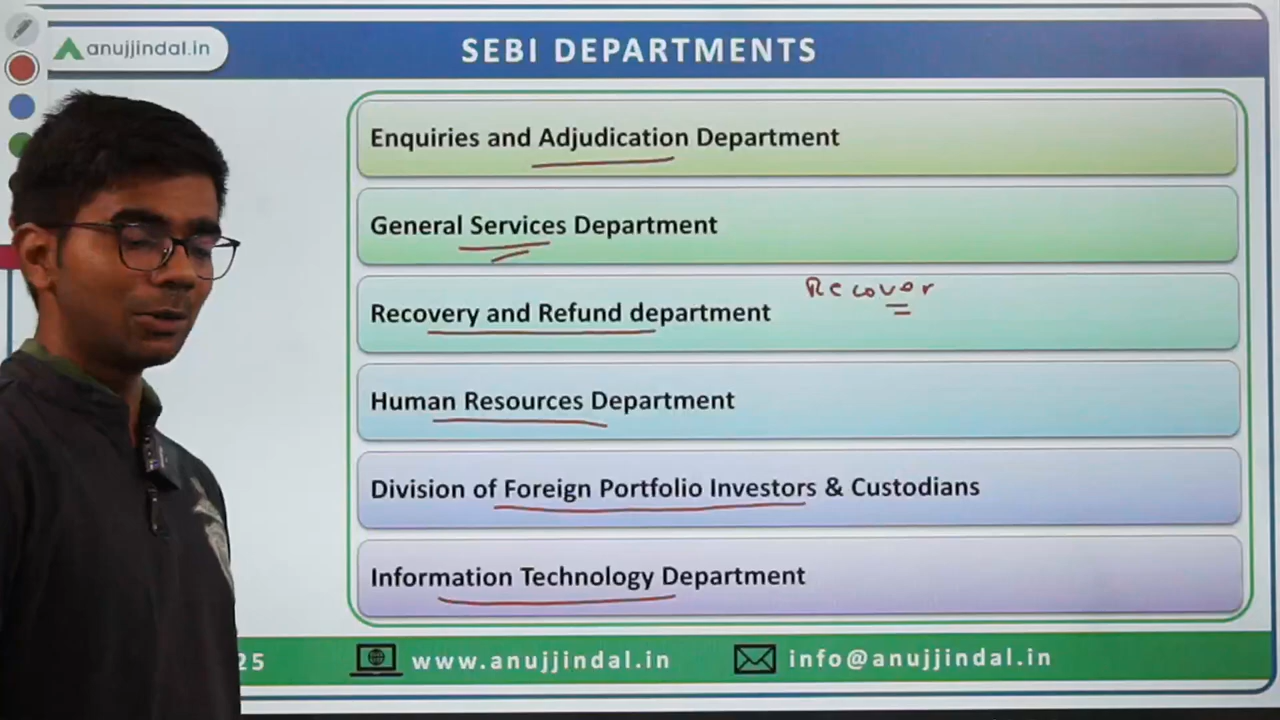 anujjindal.in
SEBI DEPARTMENTS
Enquiries and Adjudication Department
General Services Department
Recover
Recovery and Refund department
Human Resources Department
Division of Foreign Portfolio Investors & Custodians
Information Technology Department
25
www.anujjindal.in
info@anujjindal.in